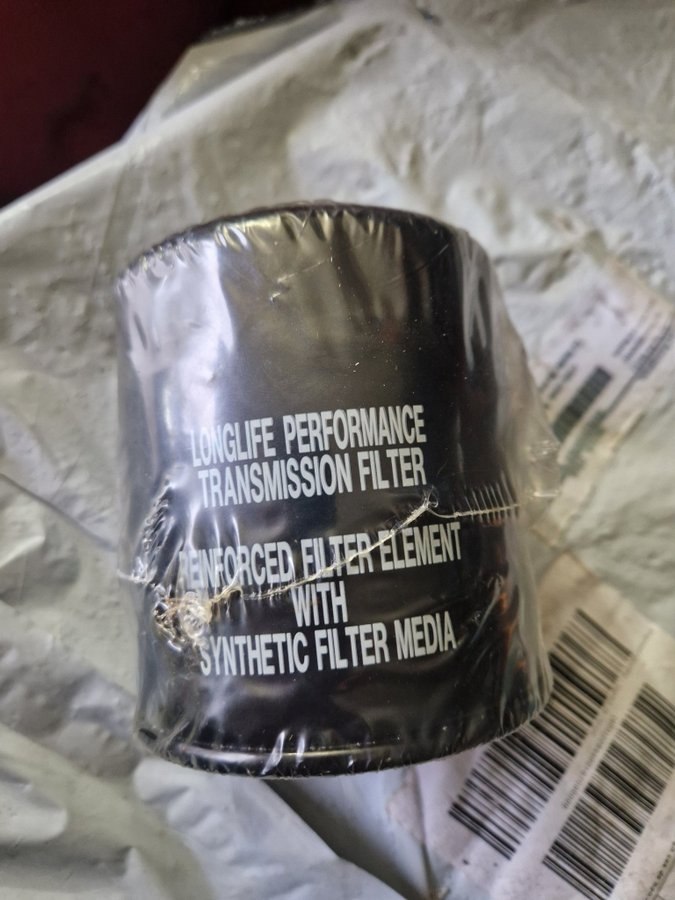 LONGLIFE PERFORMANCE
TRANSMISSION FILTER
REINFORCED FILTER ELEMENT
WITH
SYNTHETIC FILTER MEDIA